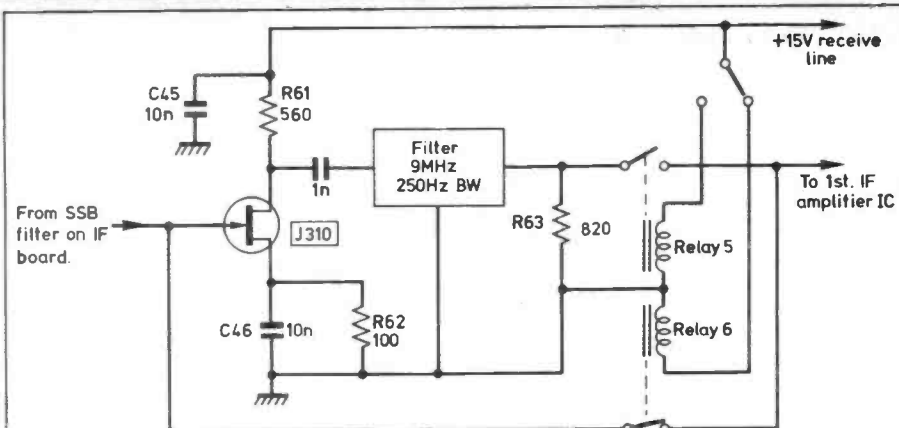 +15V receive
line
C45
10n
R61
560
Filter
9MHz
250Hz BW
1n
To 1st. IF
amplitier IC
From SSB
filter on IF
board.
J310
R63
820
Relay 5
C46
10n
R62
100
Relay 6